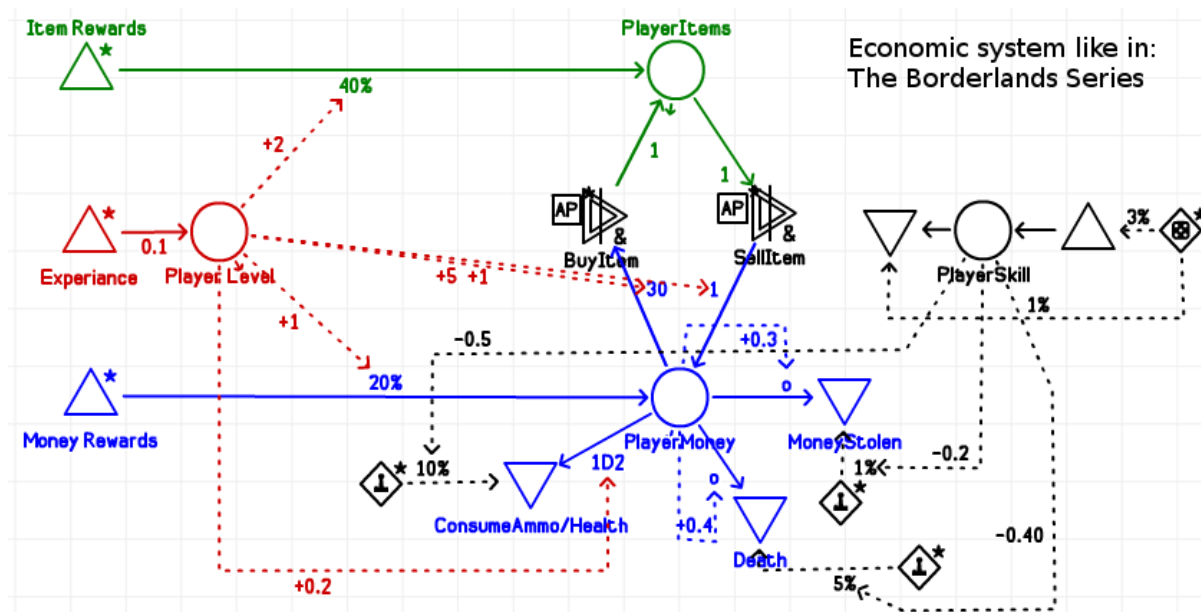 Item Rewards
PlayerItems
Economic system like in:
The Borderlands Series
40%
+2
1
1
AP
AP
&
&
3%
0.1
BuyItem
SellItem
Experiance
Player Level
+5 +1
30
1
PlayerSkill
1%
+1
-0.5
+0.3
20%
o
Money Rewards
PlayerMoney
MoneyStolen
10%
1D2
1%
-0.2
o
ConsumeAmmo/Health
+0.4
-0.40
Death
+0.2
5%